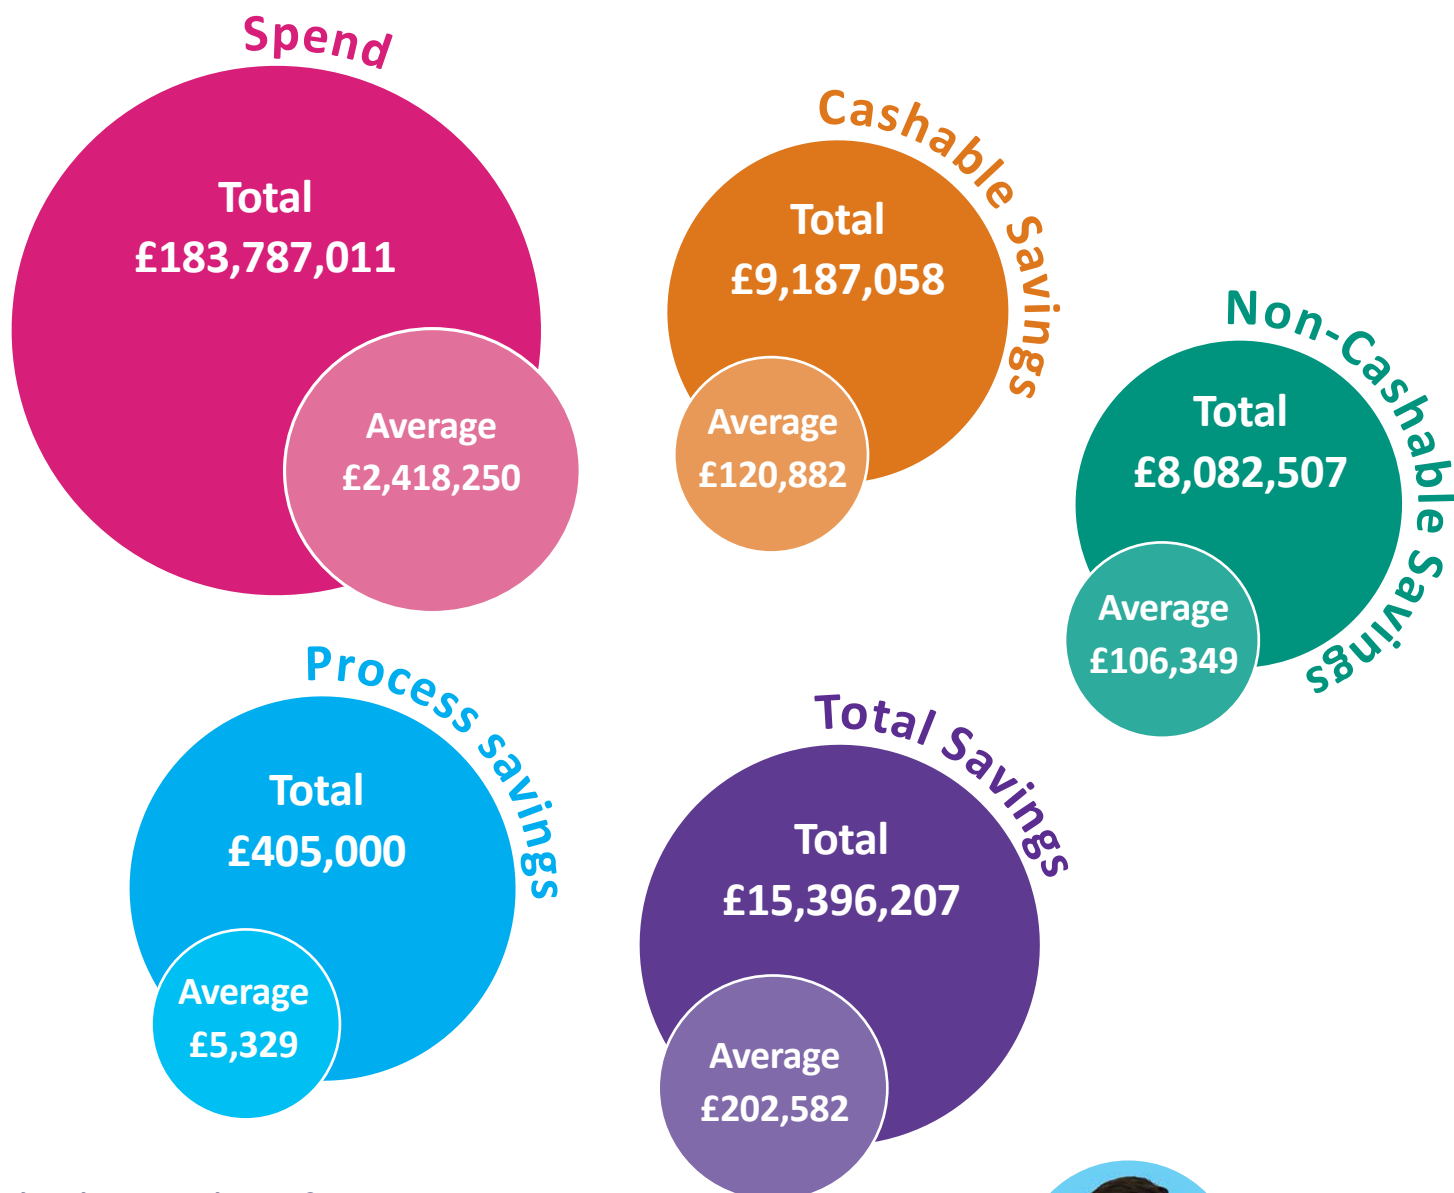 Spend
Total
£183,787,011
Average
£2,418,250
Cashable Savings
Total
£9,187,058
Average
£120,882
Non-Cashable Savings
Total
£8,082,507
Average
£106,349
Process savings
Total
£405,000
Average
£5,329
Total Savings
Total
£15,396,207
Average
£202,582